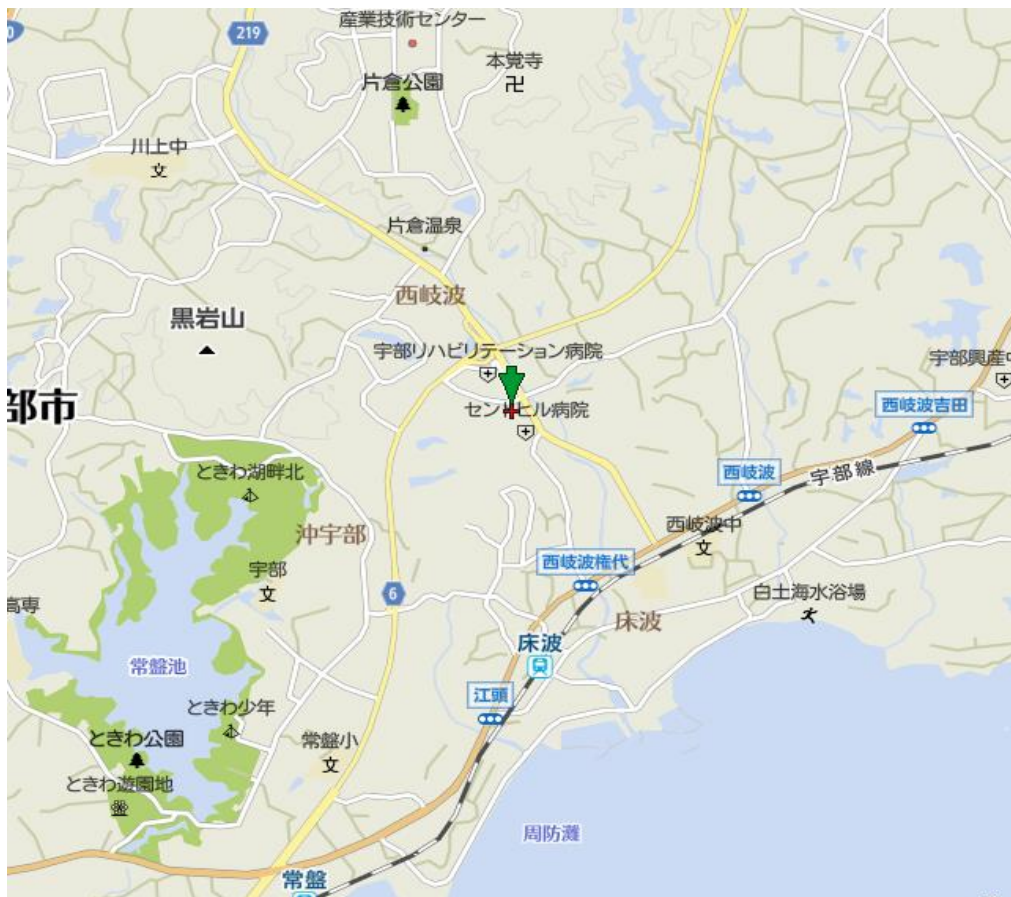 産業技術センター
219
本覚寺
片倉公園
川上中
文
片倉温泉
西岐波
黒岩山
宇部リハビリテーション病院
宇部興産中
部市
センヒル病院
西岐波吉田
ときわ湖畔北
西岐波
宇部線
沖宇部
西岐波中
文
宇部
文
西岐波権代
6
白土海水浴場
高専
床波
床波
常盤池
江頭
ときわ少年
ときわ公園
常盤小
文
ときわ遊園地
周防灘
常盤